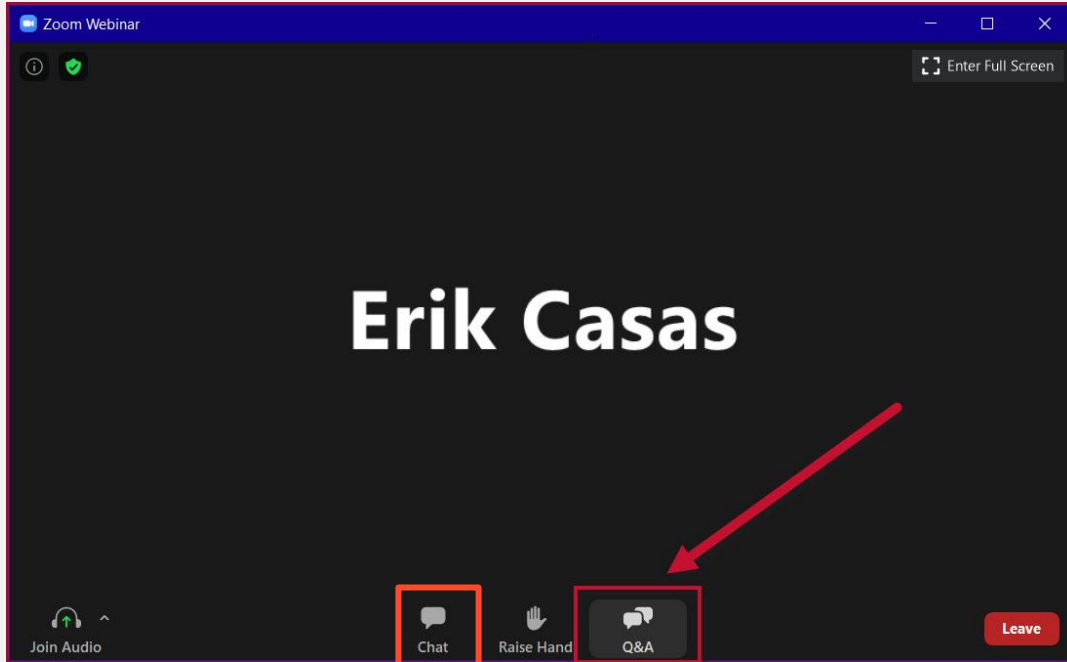 Zoom Webinar
Enter Full Screen
Erik Casas
Join Audio
Chat
Raise Hand
Q&A
Leave